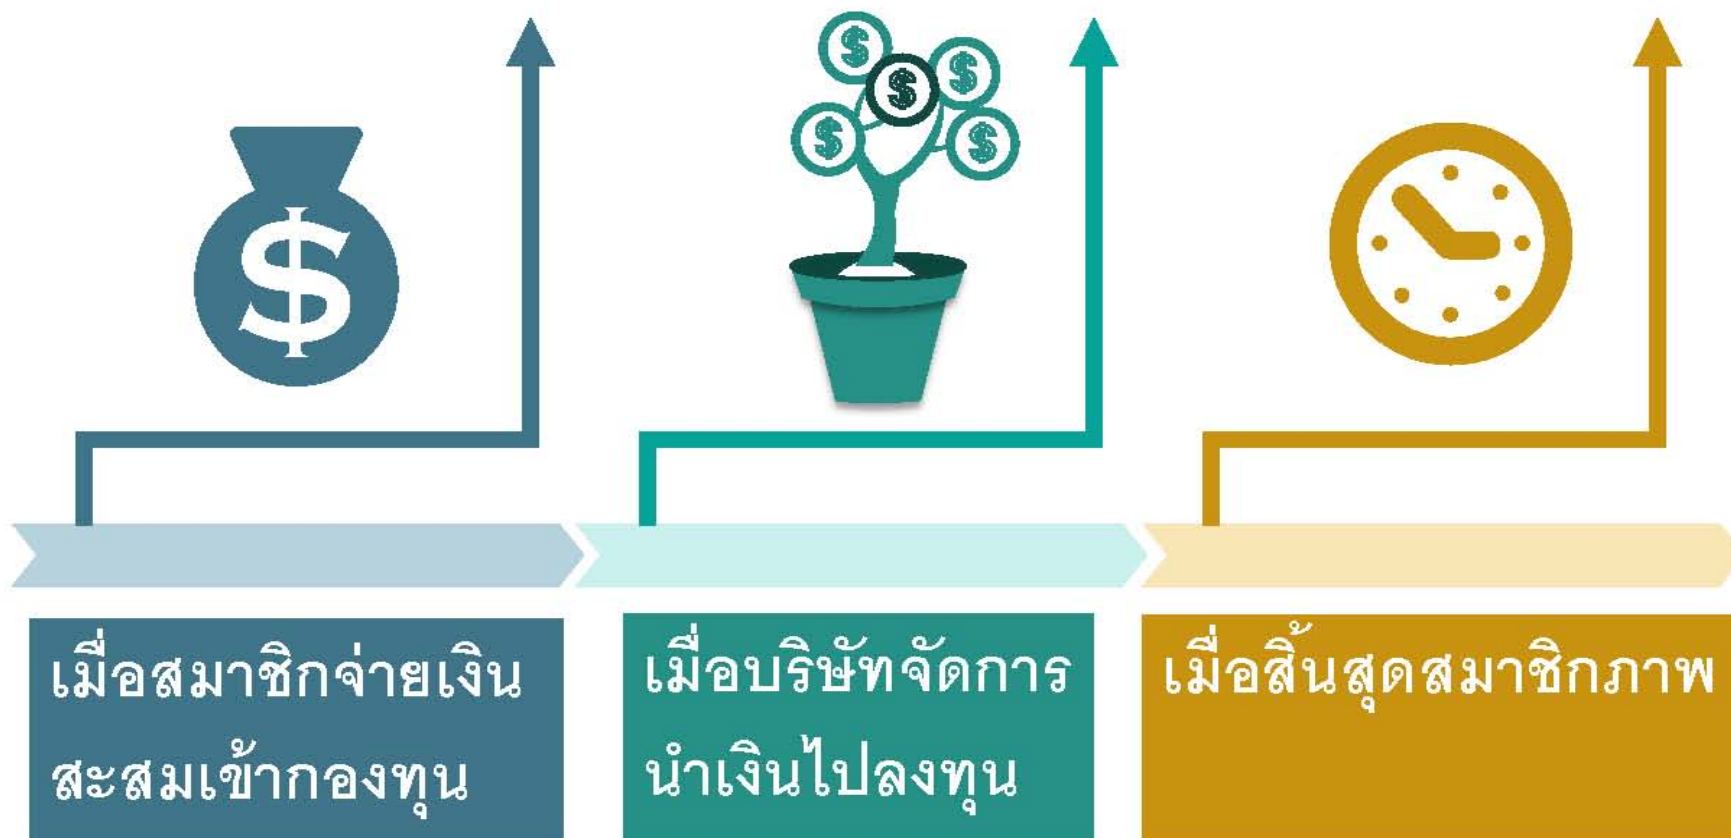 $
$
$
$
$
$
เมื่อสมาชิกจ่ายเงิน
สะสมเข้ากองทุน
เมื่อบริษัทจัดการ
นำเงินไปลงทุน
เมื่อสิ้นสุดสมาชิกภาพ